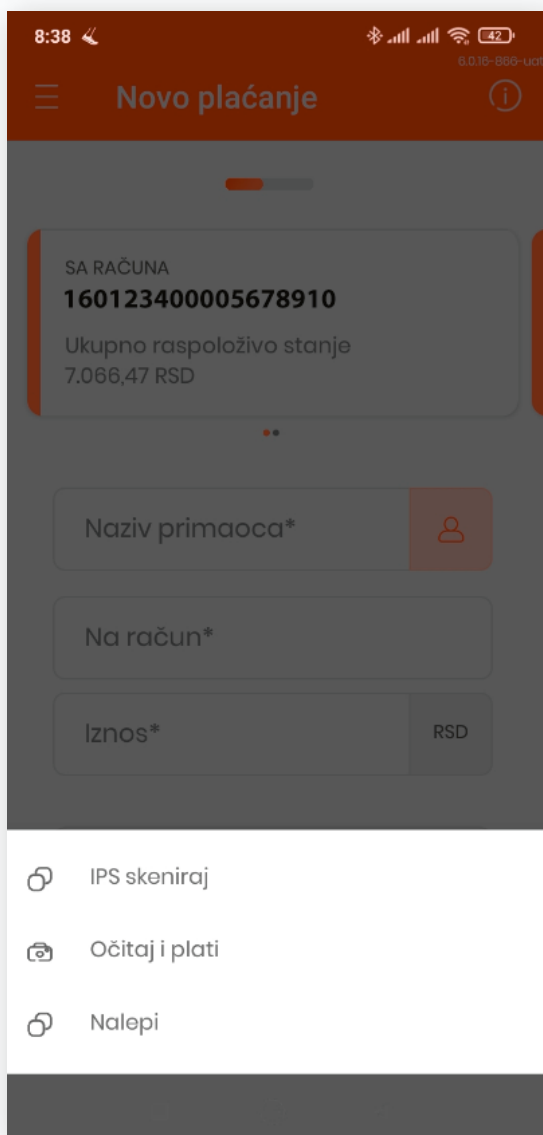 8:38
42
6.0.16-B66-uat
Novo plaćanje
SA RAČUNA
160123400005678910
Ukupno raspoloživo stanje
7.066,47 RSD
Naziv primaoca*
Na račun*
Iznos*
RSD
IPS skeniraj
Očitaj i plati
Nalepi